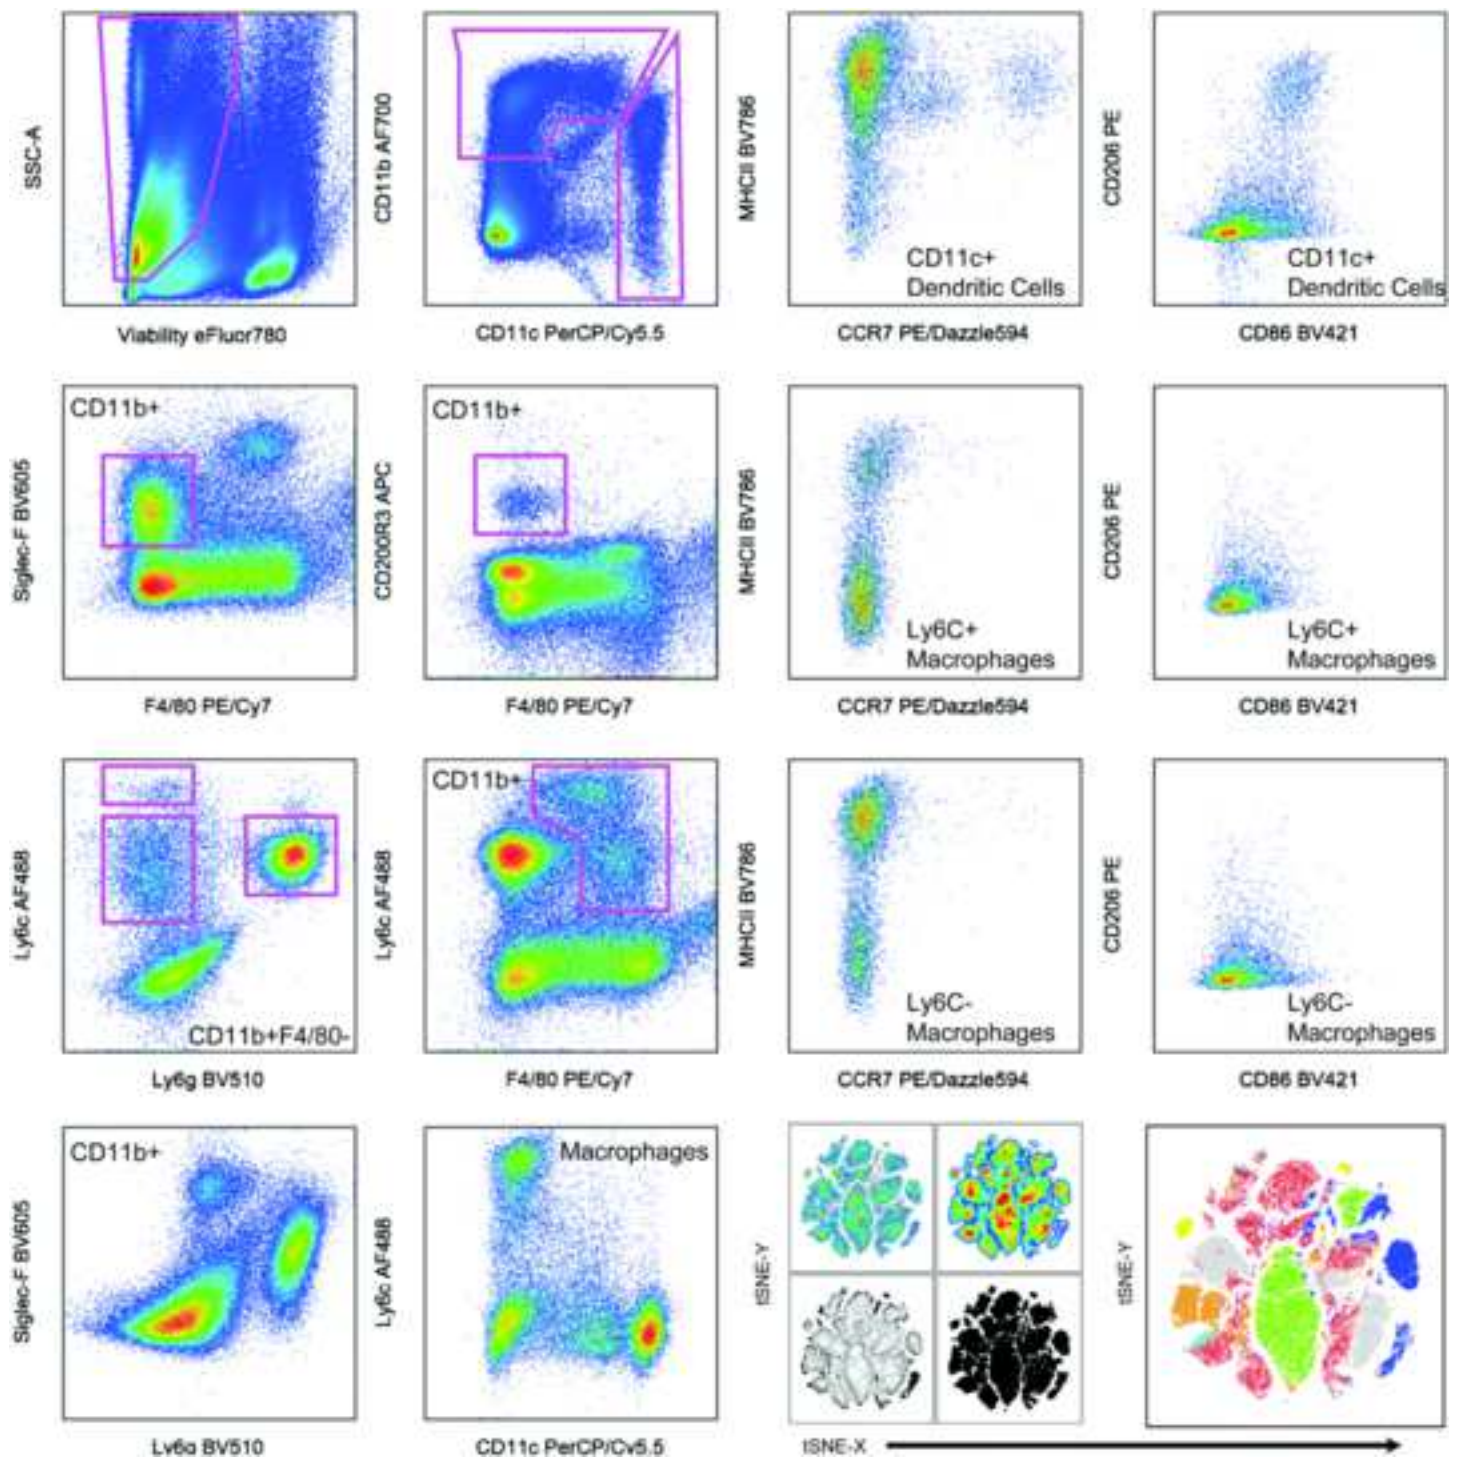 SSC-A
Viability eFluor780
CD11b AF700
CD11c PerCP/Cy5.5
MHCII BV786
CD11c+
Dendritic Cells
CCR7 PE/Dazzle594
CD206 PE
CD11c+
Dendritic Cells
CD86 BV421
Siglec-F BV605
CD11b+
F4/80 PE/Cy7
CD200R3 APC
CD11b+
F4/80 PE/Cy7
MHCII BV786
Ly6C+
Macrophages
CCR7 PE/Dazzle594
CD206 PE
Ly6C+
Macrophages
CD86 BV421
Ly6c AF488
CD11b+F4/80-
Ly6g BV510
Ly6c AF488
CD11b+
F4/80 PE/Cy7
MHCII BV786
Ly6C-
Macrophages
CCR7 PE/Dazzle594
CD206 PE
Ly6C-
Macrophages
CD86 BV421
Siglec-F BV605
CD11b+
Ly6g BV510
Ly6c AF488
Macrophages
CD11c PerCP/Cy5.5
tSNE-Y
tSNE-X
tSNE-Y